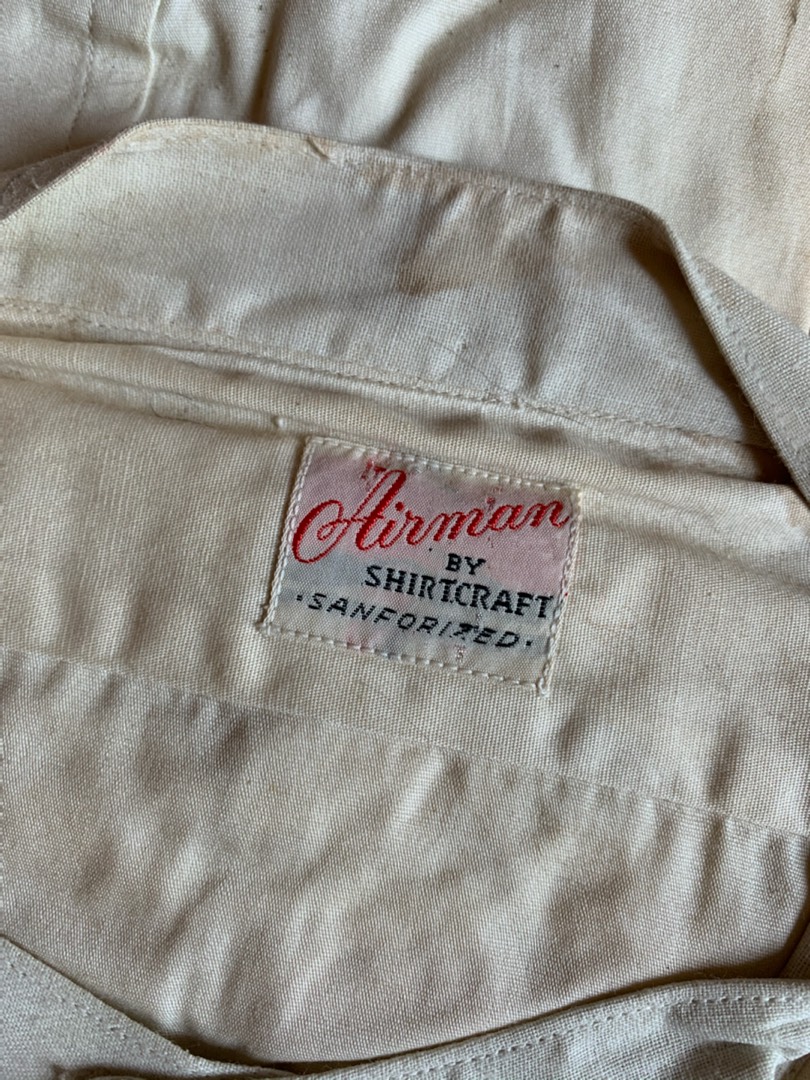 Airman
BY
SHIRTCRAFT
·SANFORIZED·